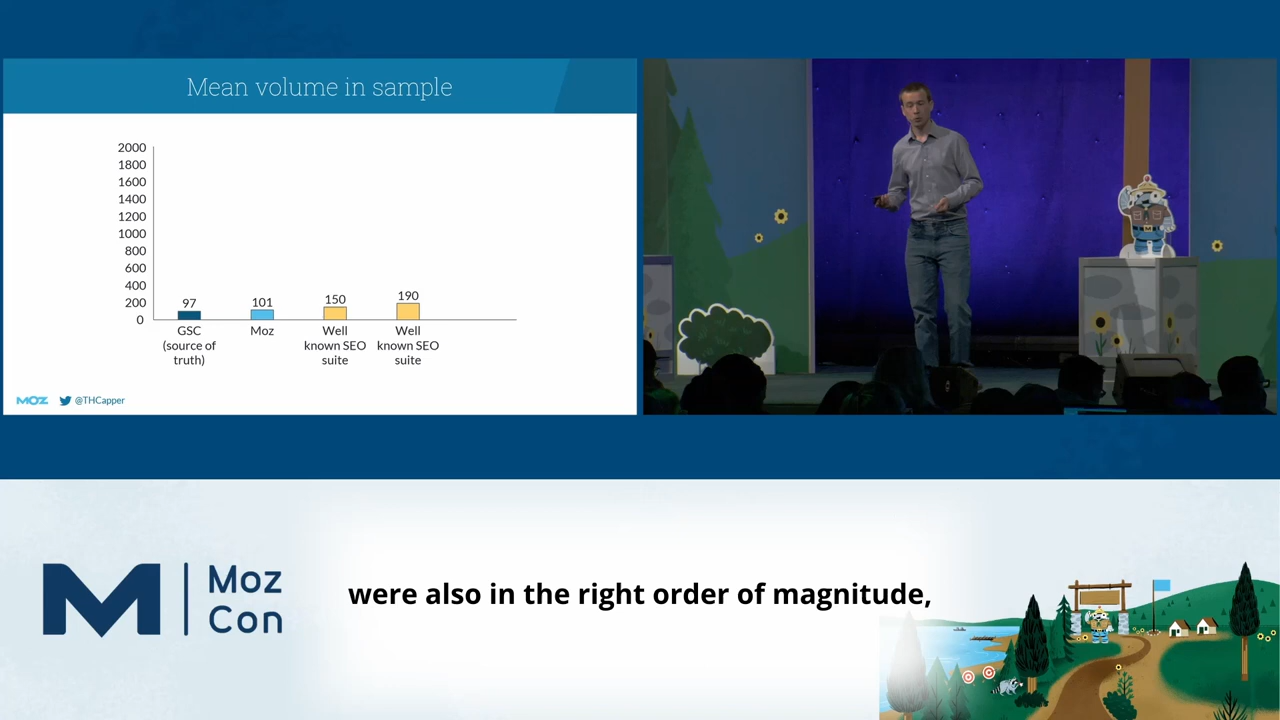 Mean volume in sample
2000
1800
1600
1400
1200
1000
800
600
400
200
0
97
101
150
190
GSC
(source of
truth)
Moz
Well
known SEO
suite
Well
known SEO
suite
MOZ
@THCapper
M
Moz
Con
were also in the right order of magnitude,